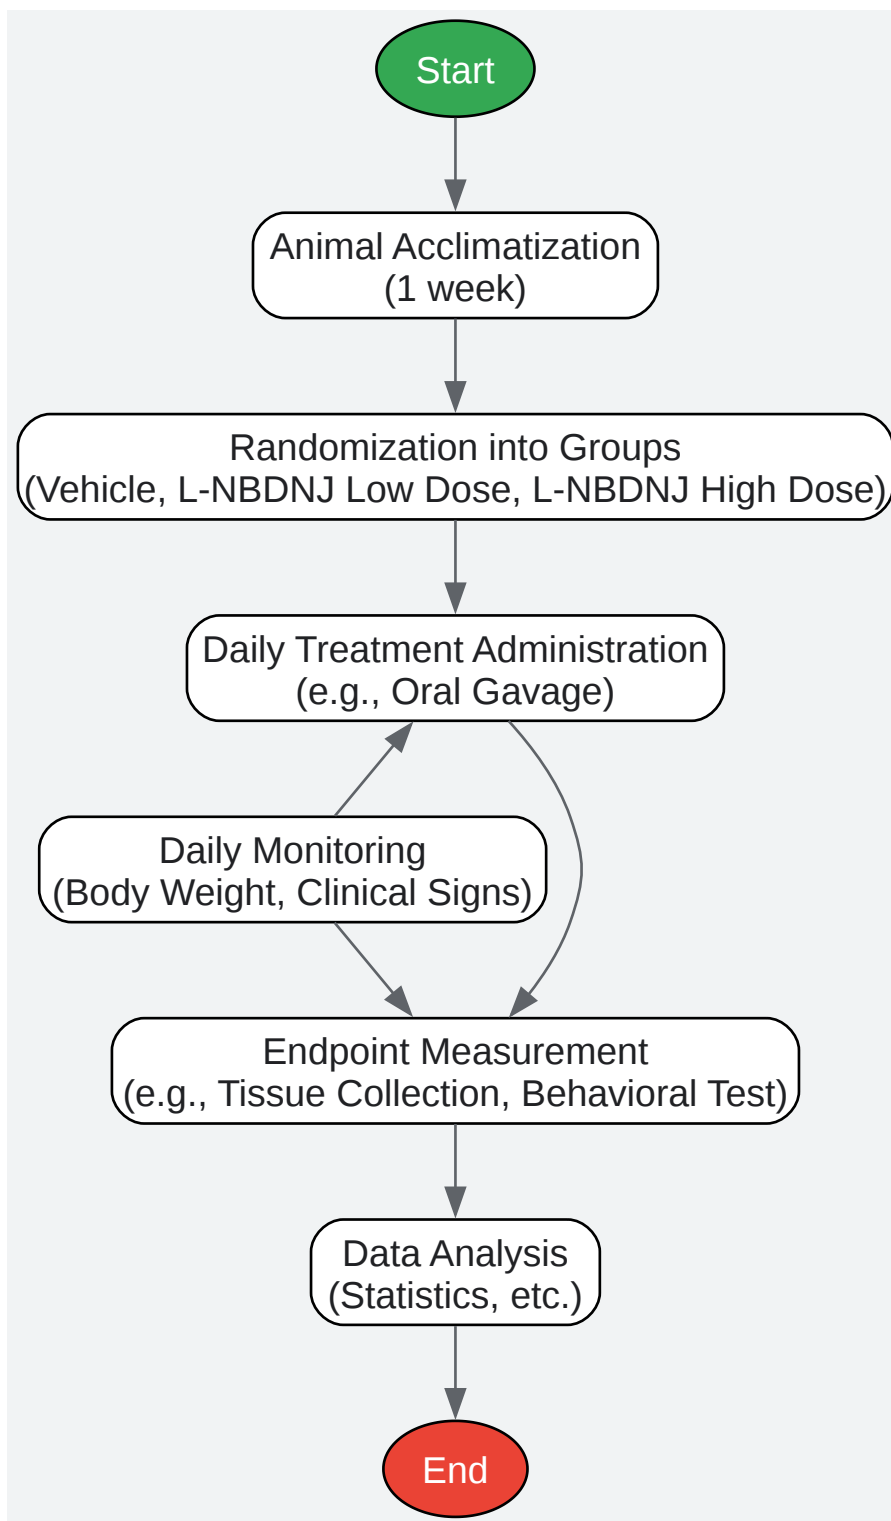 Start
Animal Acclimatization
(1 week)
Randomization into Groups
(Vehicle, L-NBDNJ Low Dose, L-NBDNJ High Dose)
Daily Treatment Administration
(e.g., Oral Gavage)
Daily Monitoring
(Body Weight, Clinical Signs)
Endpoint Measurement
(e.g., Tissue Collection, Behavioral Test)
Data Analysis
(Statistics, etc.)
End